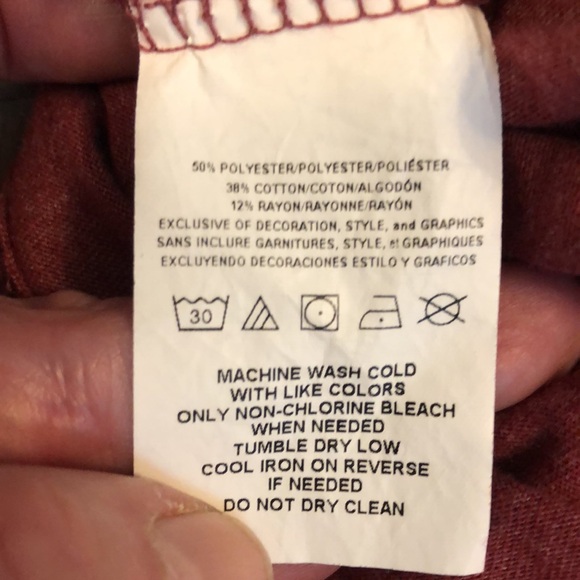 50% POLYESTER/POLYESTER/POLIÉSTER
38% COTTON/COTON/ALGODÓN
12% RAYON/RAYONNE/RAYÓN
EXCLUSIVE OF DECORATION, STYLE, and GRAPHICS
SANS INCLURE GARNITURES, STYLE, et GRAPHIQUES
EXCLUYENDO DECORACIONES ESTILO Y GRAFICOS
30
MACHINE WASH COLD
WITH LIKE COLORS
ONLY NON-CHLORINE BLEACH
WHEN NEEDED
TUMBLE DRY LOW
COOL IRON ON REVERSE
IF NEEDED
DO NOT DRY CLEAN